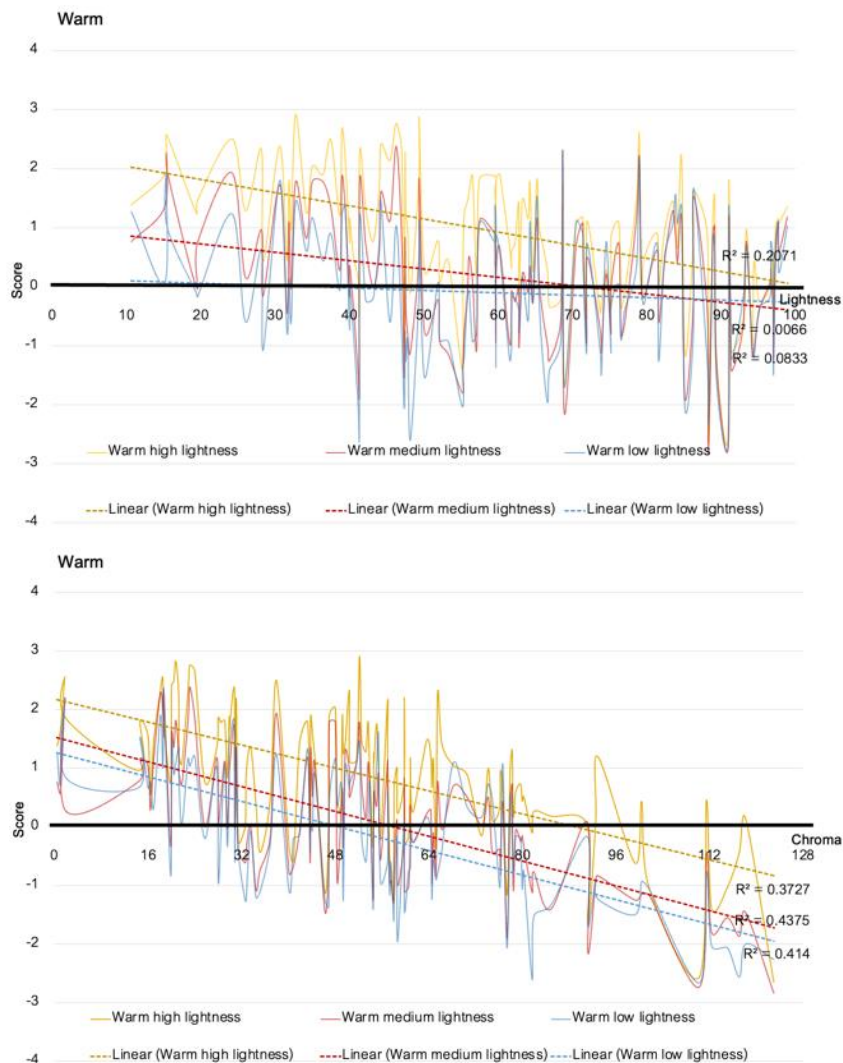 Warm
4
3
2
1
R² = 0.2071
Score
0
Lightness
0 10 20 30 40 50 60 70 80 90 100
R² = 0.0066
-1
R² = 0.0833
-2
Warm high lightness Warm medium lightness Warm low lightness
-3
Linear (Warm high lightness) Linear (Warm medium lightness) Linear (Warm low lightness)
-4
Warm
4
3
2
1
Score
0
Chroma
0 16 32 48 64 80 96 112 128
-1
R² = 0.3727
R² = 0.4375
-2
R² = 0.414
-3
Warm high lightness Warm medium lightness Warm low lightness
Linear (Warm high lightness) Linear (Warm medium lightness) Linear (Warm low lightness)
-4